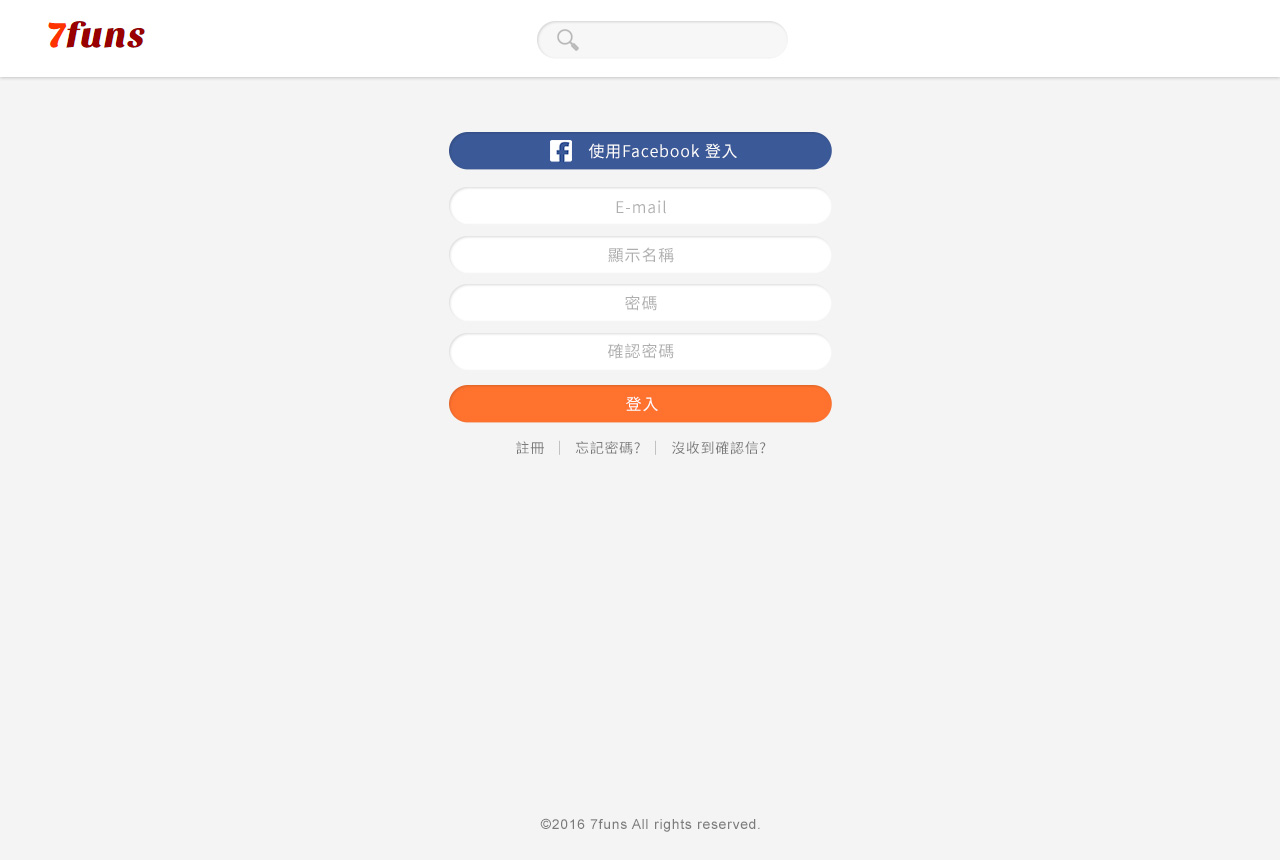 7funs
使用Facebook 登入
E-mail
顯示名稱
密碼
確認密碼
登入
註冊 | 忘記密碼? | 沒收到確認信?
©2016 7funs All rights reserved.